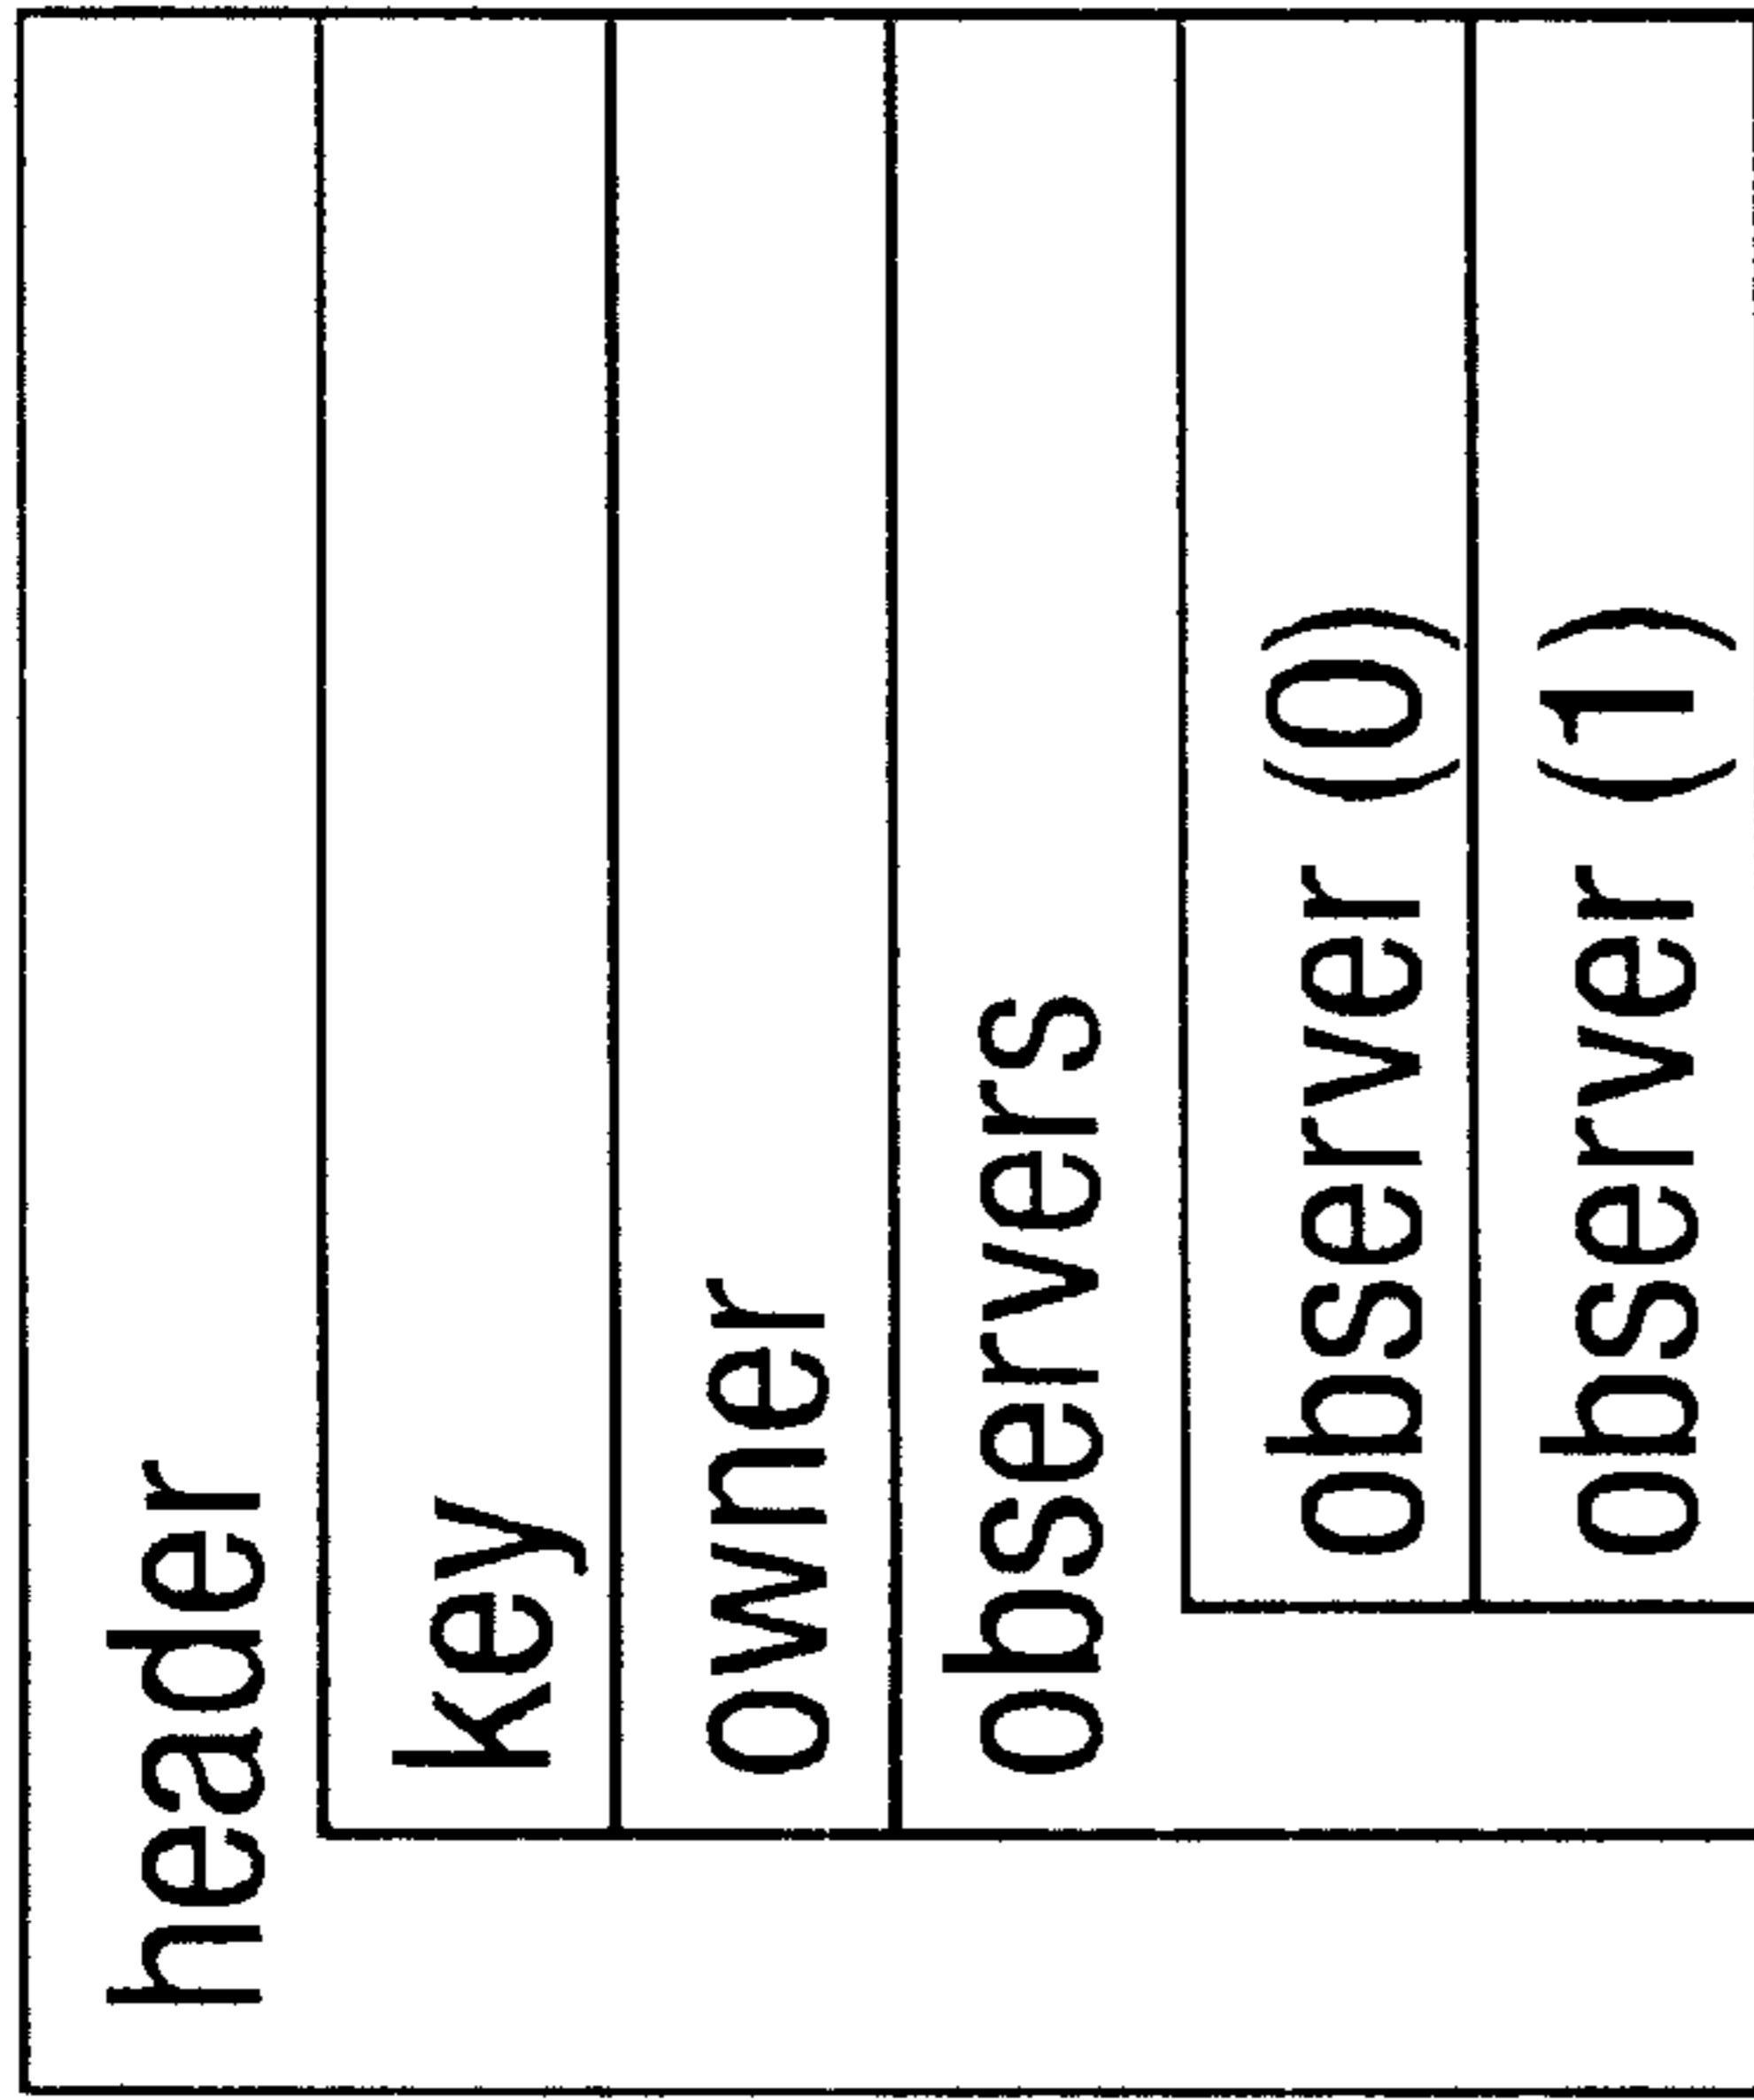 header
key
owner
observers
observer (0)
observer (1)